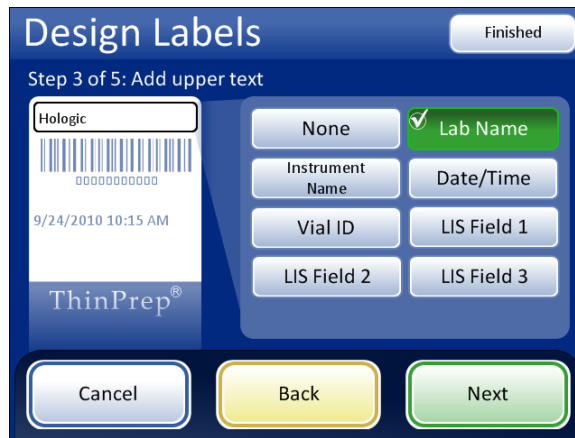 Design Labels
Finished
Step 3 of 5: Add upper text
Hologic
00000000000
9/24/2010 10:15 AM
ThinPrep®
None
Lab Name
Instrument
Name
Date/Time
Vial ID
LIS Field 1
LIS Field 2
LIS Field 3
Cancel
Back
Next